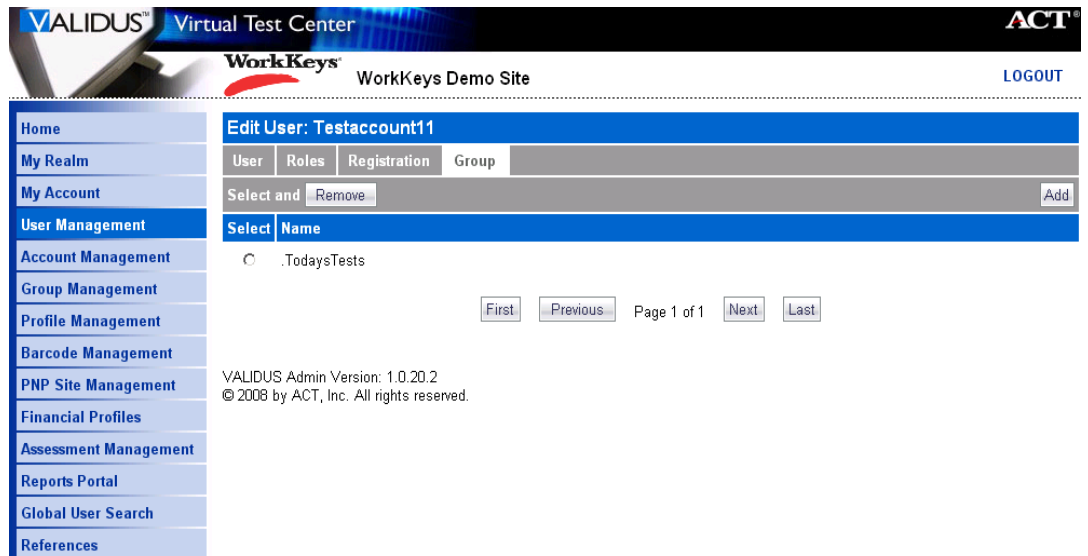 VALIDUS™ Virtual Test Center ACT®
WorkKeys®
WorkKeys Demo Site LOGOUT
Home
My Realm
My Account
User Management
Account Management
Group Management
Profile Management
Barcode Management
PNP Site Management
Financial Profiles
Assessment Management
Reports Portal
Global User Search
References
Edit User: Testaccount11
User Roles Registration Group
Select and Remove Add
Select Name
.TodaysTests
First Previous Page 1 of 1 Next Last
VALIDUS Admin Version: 1.0.20.2
© 2008 by ACT, Inc. All rights reserved.